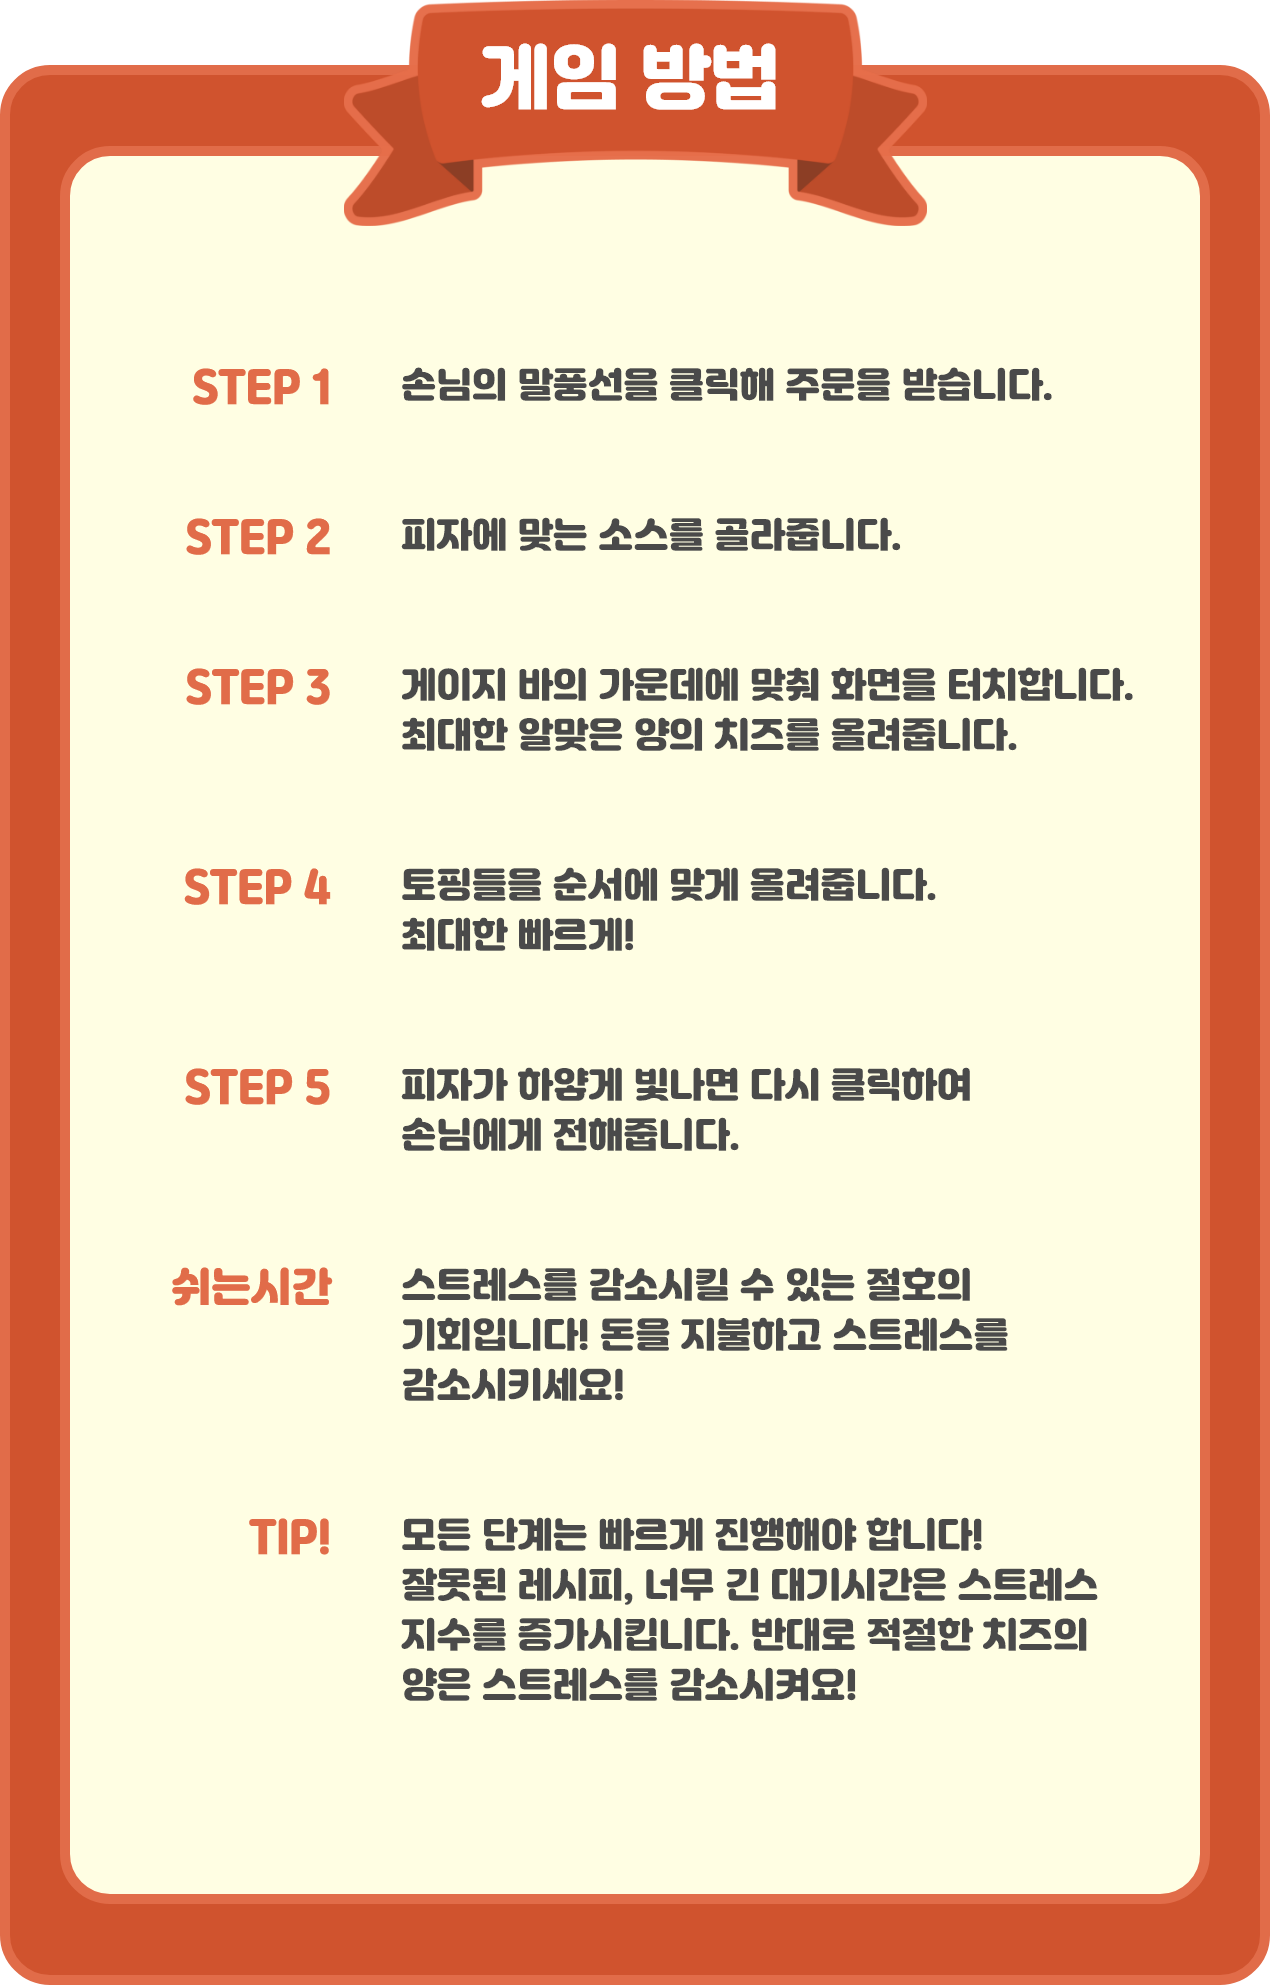 게임 방법
STEP 1 손님의 말풍선을 클릭해 주문을 받습니다.
STEP 2 피자에 맞는 소스를 골라줍니다.
STEP 3 게이지 바의 가운데에 맞춰 화면을 터치합니다.
최대한 알맞은 양의 치즈를 올려줍니다.
STEP 4 토핑들을 순서에 맞게 올려줍니다.
최대한 빠르게!
STEP 5 피자가 하얗게 빛나면 다시 클릭하여
손님에게 전해줍니다.
쉬는시간 스트레스를 감소시킬 수 있는 절호의
기회입니다! 돈을 지불하고 스트레스를
감소시키세요!
TIP! 모든 단계는 빠르게 진행해야 합니다!
잘못된 레시피, 너무 긴 대기시간은 스트레스
지수를 증가시킵니다. 반대로 적절한 치즈의
양은 스트레스를 감소시켜요!